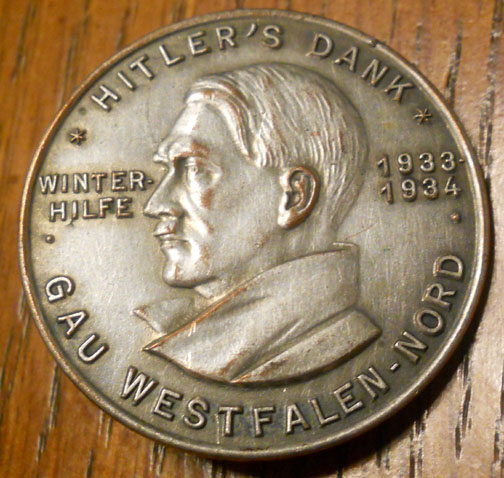 * HITLER'S DANK *
WINTER-
HILFE
1933-
1934
· GAU WESTFALEN-NORD ·